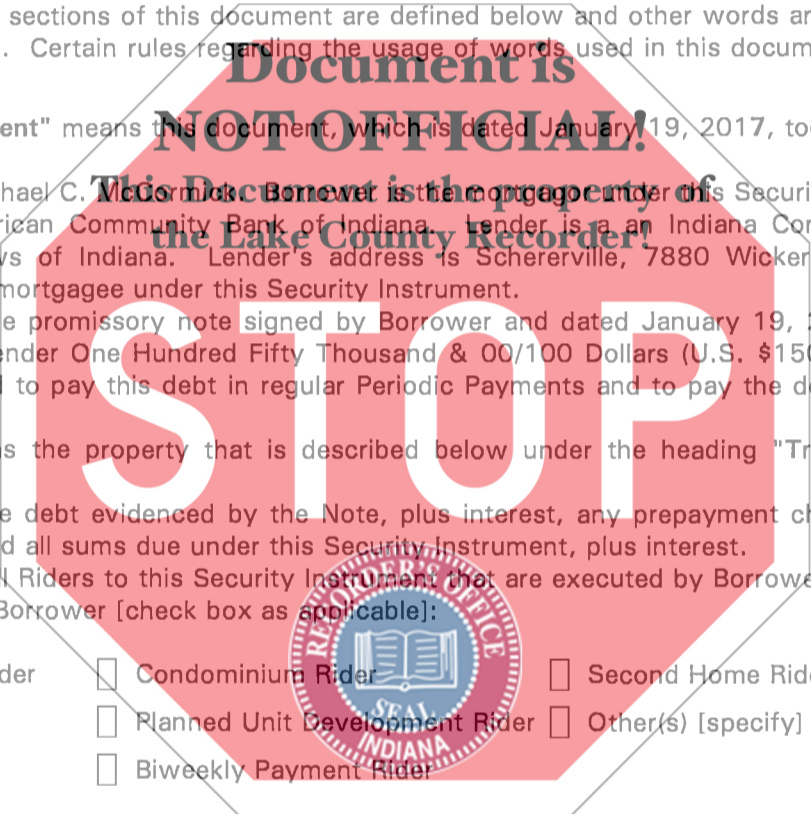 sections of this document are defined below and other words ar
. Certain rules regarding the usage of words used in this docum
Document is
NOT OFFICIAL!
ent" means this document, which is dated January 19, 2017, to
This Document is the property of
the Lake County Recorder!
hael C. McCormick. Borrower is the mortgagor under this Securi
rican Community Bank of Indiana. Lender is a an Indiana Cor
s of Indiana. Lender's address is Schererville, 7880 Wicker
mortgagee under this Security Instrument.
e promissory note signed by Borrower and dated January 19,
ender One Hundred Fifty Thousand & 00/100 Dollars (U.S. $150
to pay this debt in regular Periodic Payments and to pay the d
s the property that is described below under the heading "Tr
STOP
e debt evidenced by the Note, plus interest, any prepayment ch
d all sums due under this Security Instrument, plus interest.
l Riders to this Security Instrument that are executed by Borrowe
Borrower [check box as applicable]:
der
Condominium Rider
Second Home Rid
Planned Unit Development Rider
Other(s) [specify]
Biweekly Payment Rider
RECORDER'S OFFICE
SEAL
INDIANA